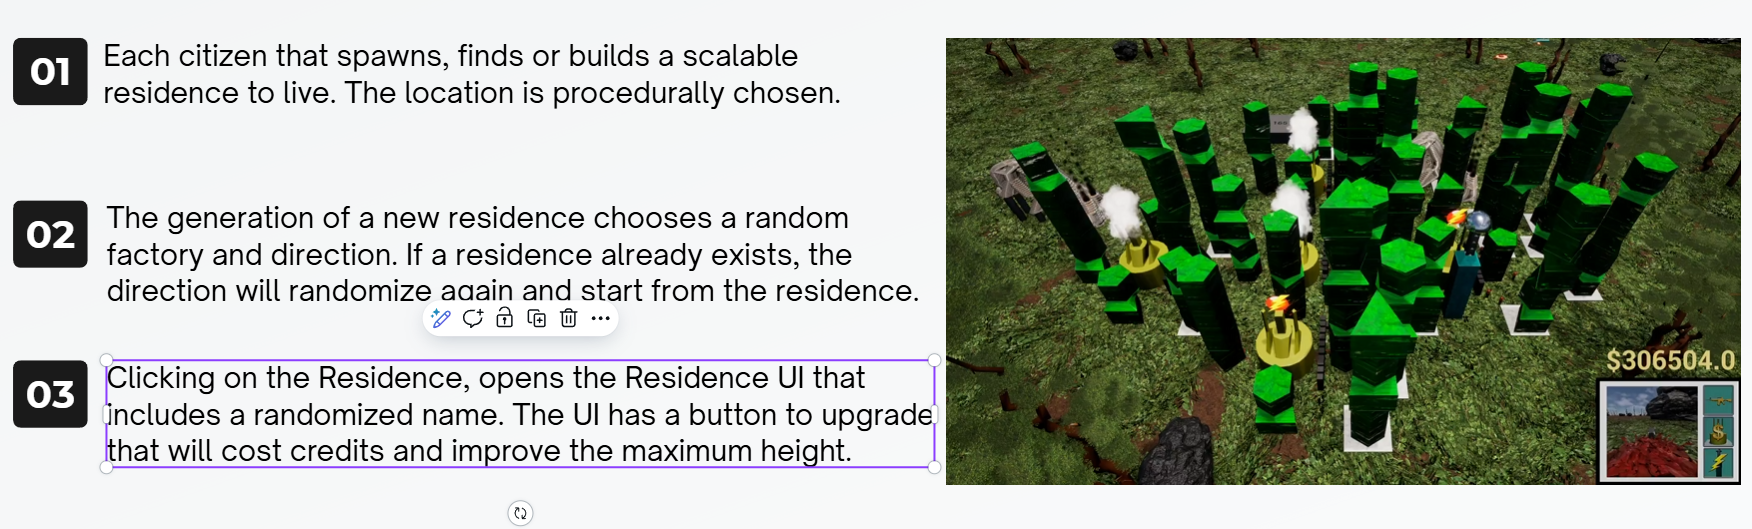 01
Each citizen that spawns, finds or builds a scalable
residence to live. The location is procedurally chosen.
02
The generation of a new residence chooses a random
factory and direction. If a residence already exists, the
direction will randomize again and start from the residence.
03
Clicking on the Residence, opens the Residence UI that
includes a randomized name. The UI has a button to upgrade
that will cost credits and improve the maximum height.
$306504.0